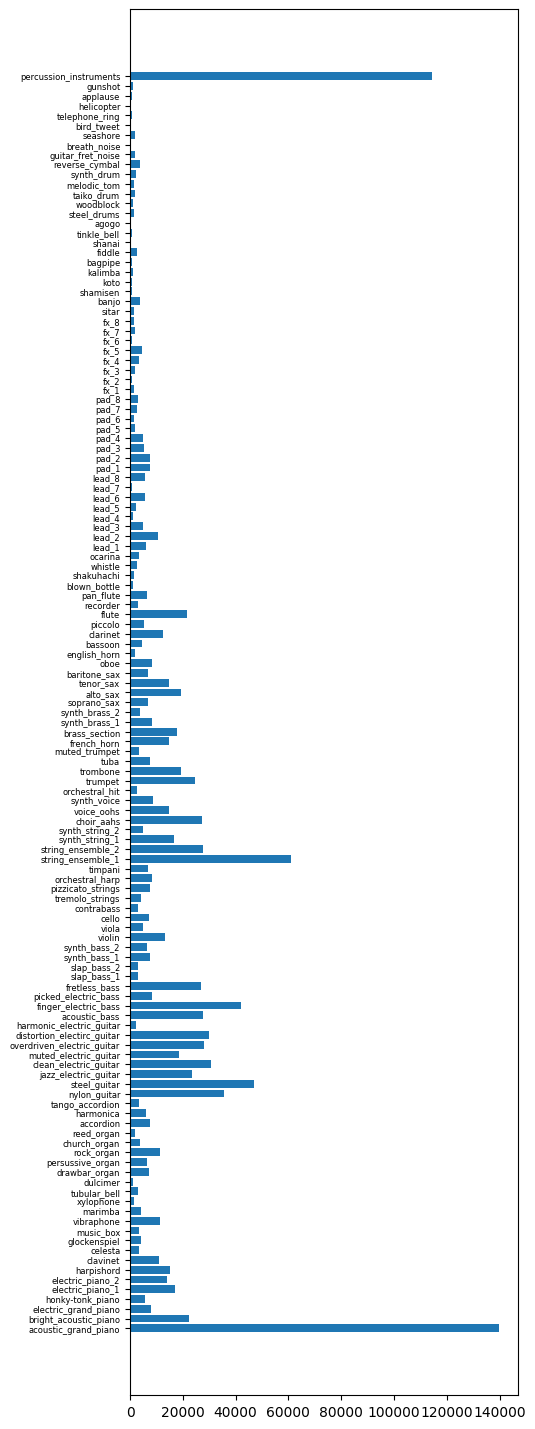 percussion_instruments
gunshot
applause
helicopter
telephone_ring
bird_tweet
seashore
breath_noise
guitar_fret_noise
reverse_cymbal
synth_drum
melodic_tom
taiko_drum
woodblock
steel_drums
agogo
tinkle_bell
shanai
fiddle
bagpipe
kalimba
koto
shamisen
banjo
sitar
fx_8
fx_7
fx_6
fx_5
fx_4
fx_3
fx_2
fx_1
pad_8
pad_7
pad_6
pad_5
pad_4
pad_3
pad_2
pad_1
lead_8
lead_7
lead_6
lead_5
lead_4
lead_3
lead_2
lead_1
ocarina
whistle
shakuhachi
blown_bottle
pan_flute
recorder
flute
piccolo
clarinet
bassoon
english_horn
oboe
baritone_sax
tenor_sax
alto_sax
soprano_sax
synth_brass_2
synth_brass_1
brass_section
french_horn
muted_trumpet
tuba
trombone
trumpet
orchestral_hit
synth_voice
voice_oohs
choir_aahs
synth_string_2
synth_string_1
string_ensemble_2
string_ensemble_1
timpani
orchestral_harp
pizzicato_strings
tremolo_strings
contrabass
cello
viola
violin
synth_bass_2
synth_bass_1
slap_bass_2
slap_bass_1
fretless_bass
picked_electric_bass
finger_electric_bass
acoustic_bass
harmonic_electric_guitar
distortion_electirc_guitar
overdriven_electric_guitar
muted_electric_guitar
clean_electric_guitar
jazz_electric_guitar
steel_guitar
nylon_guitar
tango_accordion
harmonica
accordion
reed_organ
church_organ
rock_organ
persussive_organ
drawbar_organ
dulcimer
tubular_bell
xylophone
marimba
vibraphone
music_box
glockenspiel
celesta
clavinet
harpishord
electric_piano_2
electric_piano_1
honky-tonk_piano
electric_grand_piano
bright_acoustic_piano
acoustic_grand_piano
0 20000 40000 60000 80000 100000 120000 140000